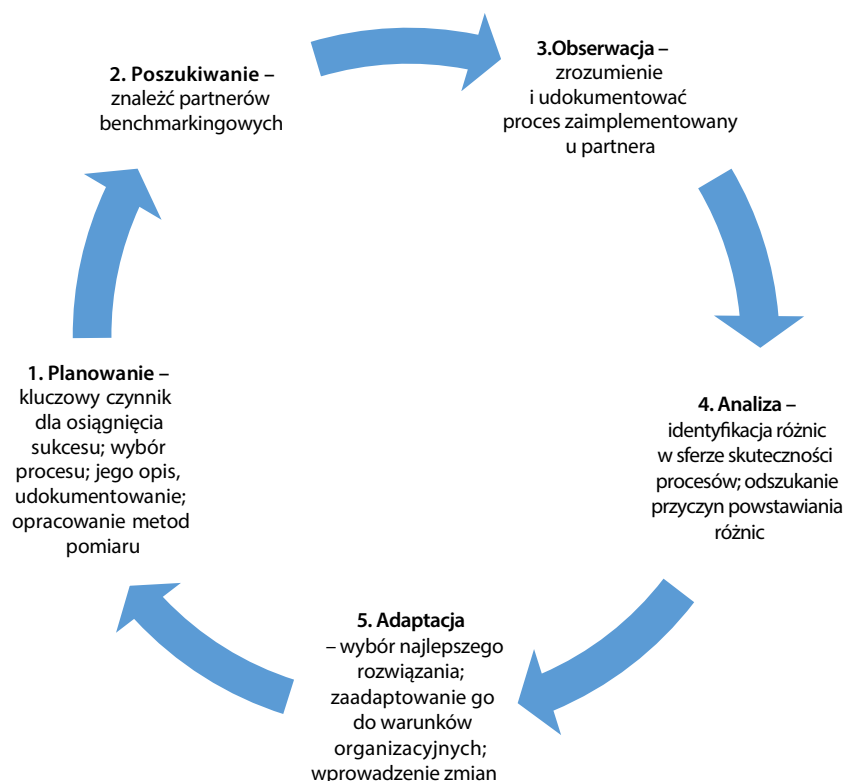 1. Planowanie –
kluczowy czynnik
dla osiągnięcia
sukcesu; wybór
procesu; jego opis,
udokumentowanie;
opracowanie metod
pomiaru
2. Poszukiwanie –
znaleźć partnerów
benchmarkingowych
3.Obserwacja –
zrozumienie
i udokumentować
proces zaimplementowany
u partnera
4. Analiza –
identyfikacja różnic
w sferze skuteczności
procesów; odszukanie
przyczyn powstawania
różnic
5. Adaptacja
– wybór najlepszego
rozwiązania;
zaadaptowanie go
do warunków
organizacyjnych;
wprowadzenie zmian